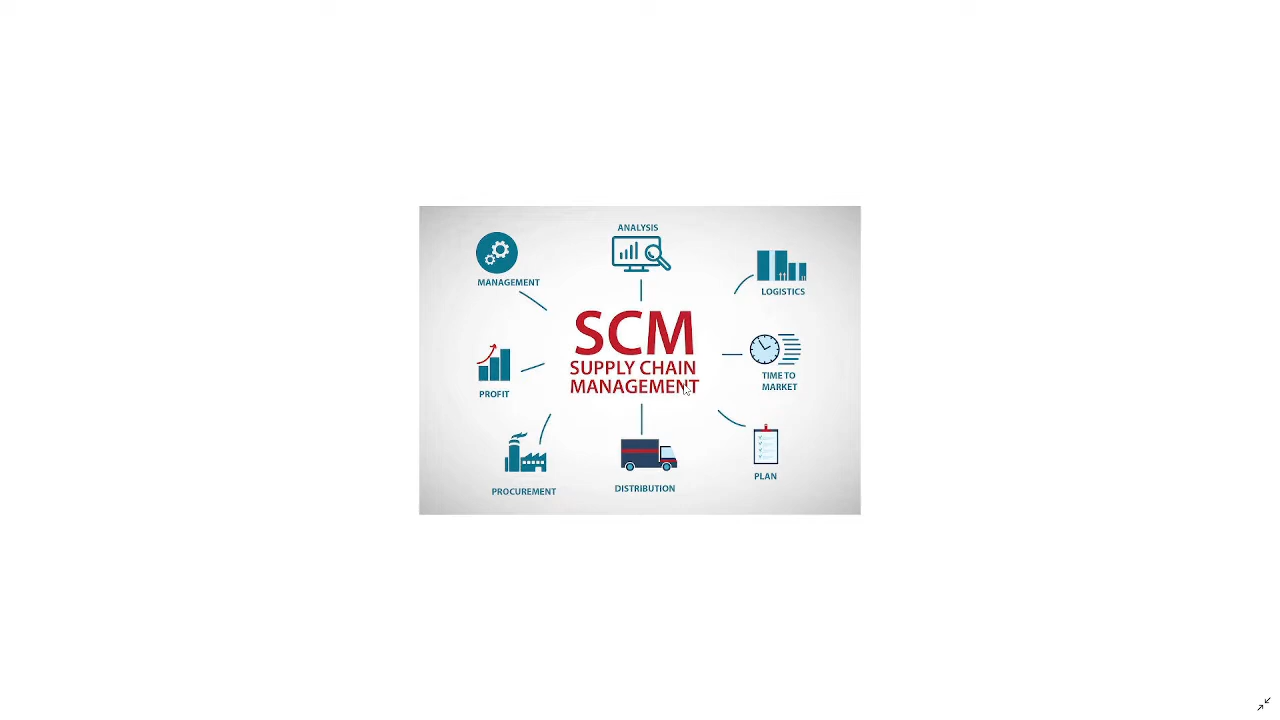 ANALYSIS
MANAGEMENT
LOGISTICS
SCM
SUPPLY CHAIN
MANAGEMENT
TIME TO
MARKET
PROFIT
PLAN
PROCUREMENT
DISTRIBUTION